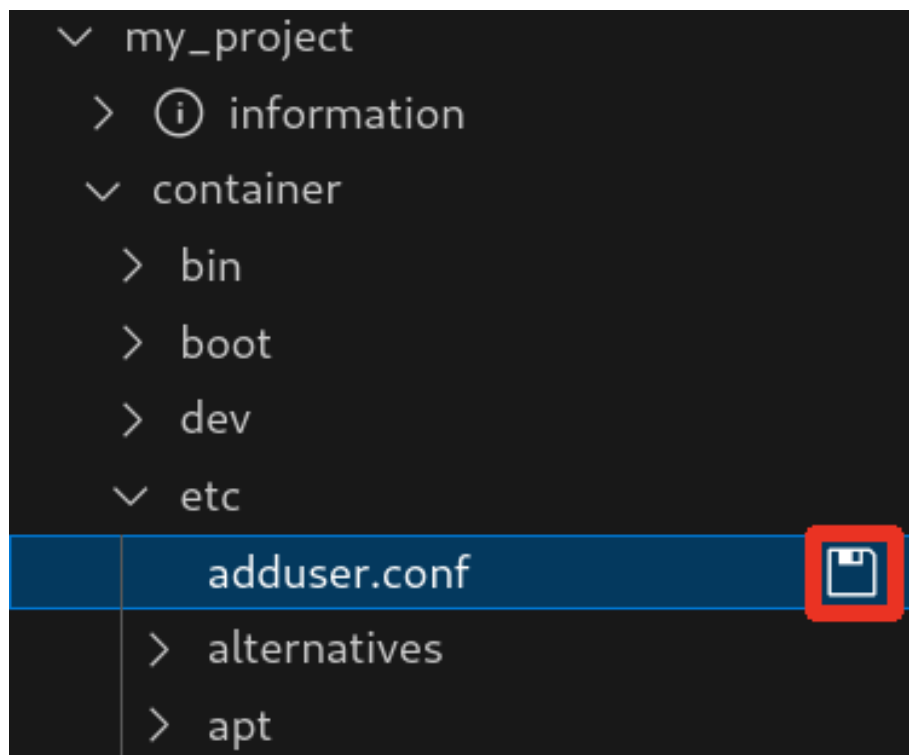 my_project
information
container
bin
boot
dev
etc
adduser.conf
alternatives
apt